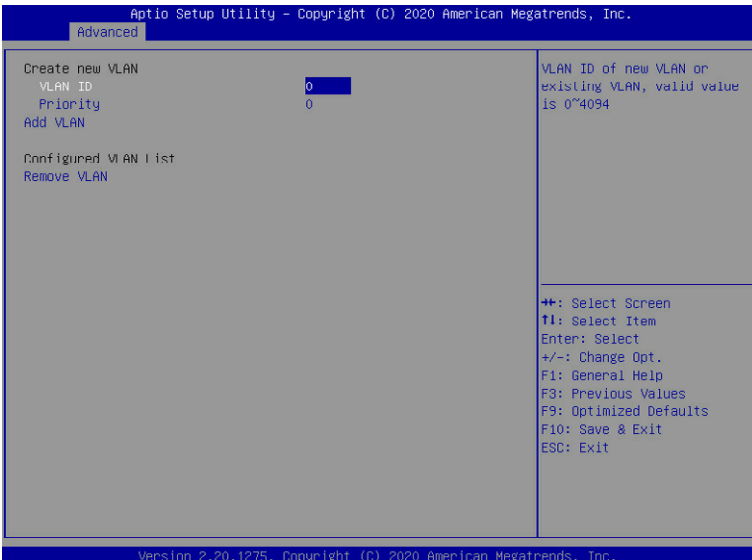 Aptio Setup Utility – Copyright (C) 2020 American Megatrends, Inc.
Advanced
Create new VLAN
VLAN ID 0
Priority 0
Add VLAN
Configured VLAN List
Remove VLAN
VLAN ID of new VLAN or
existing VLAN, valid value
is 0~4094
→←: Select Screen
↑↓: Select Item
Enter: Select
+/-: Change Opt.
F1: General Help
F3: Previous Values
F9: Optimized Defaults
F10: Save & Exit
ESC: Exit
Version 2.20.1275. Copyright (C) 2020 American Megatrends, Inc.